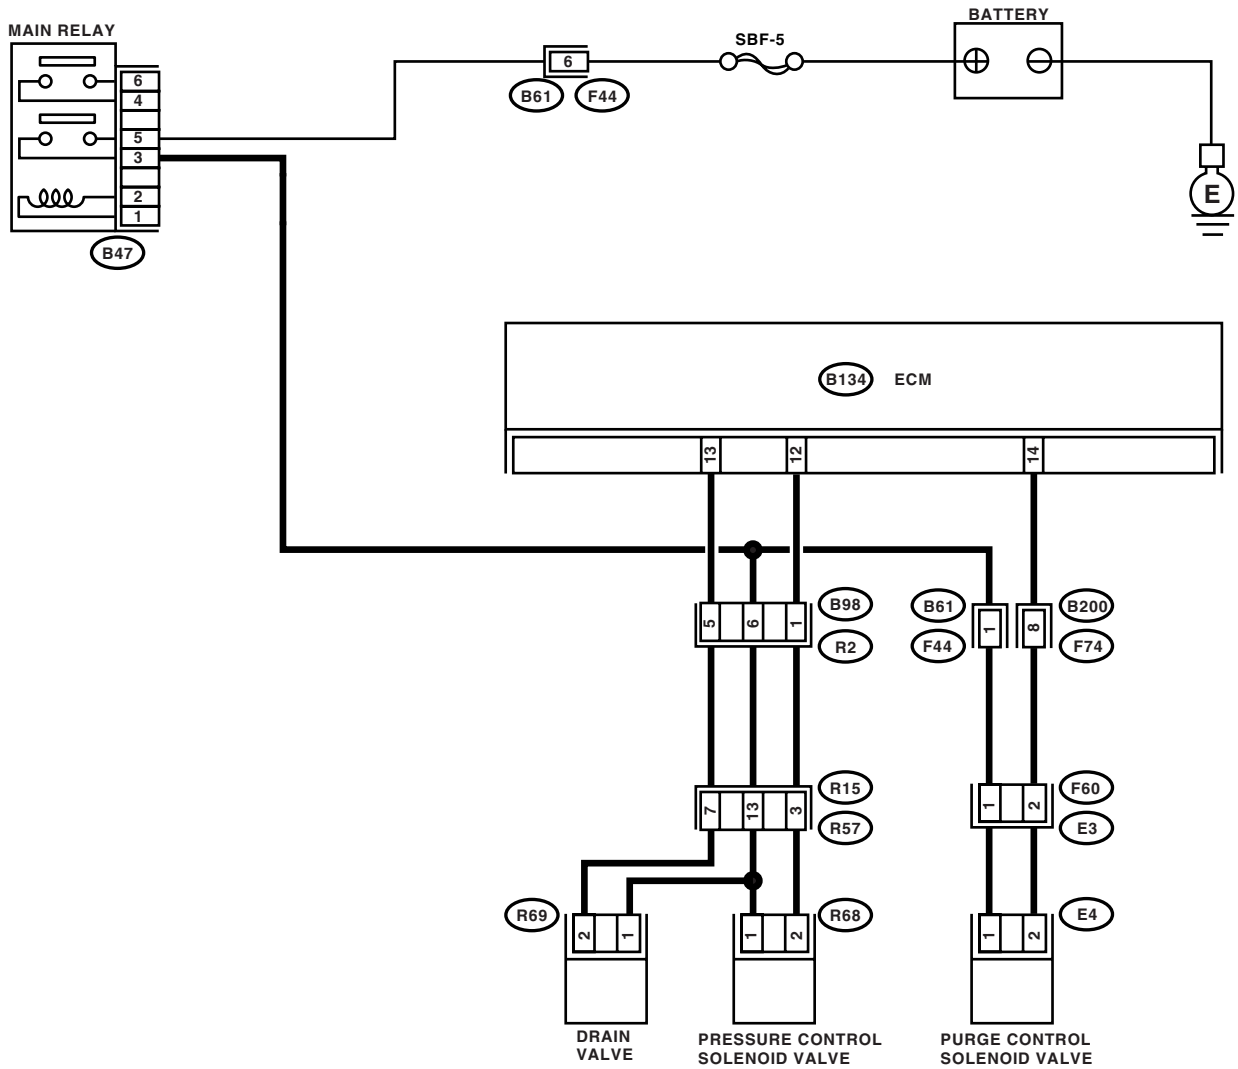 BATTERY
MAIN RELAY
SBF-5
6
B61 F44
6
4
5
3
2
1
E
B47
B134 ECM
13 12 14
5 6 1
B98
R2
B61
F44
1
8
B200
F74
7 13 3
R15
R57
1 2
F60
E3
R69
2 1
1 2
R68
1 2
E4
DRAIN
VALVE
PRESSURE CONTROL
SOLENOID VALVE
PURGE CONTROL
SOLENOID VALVE